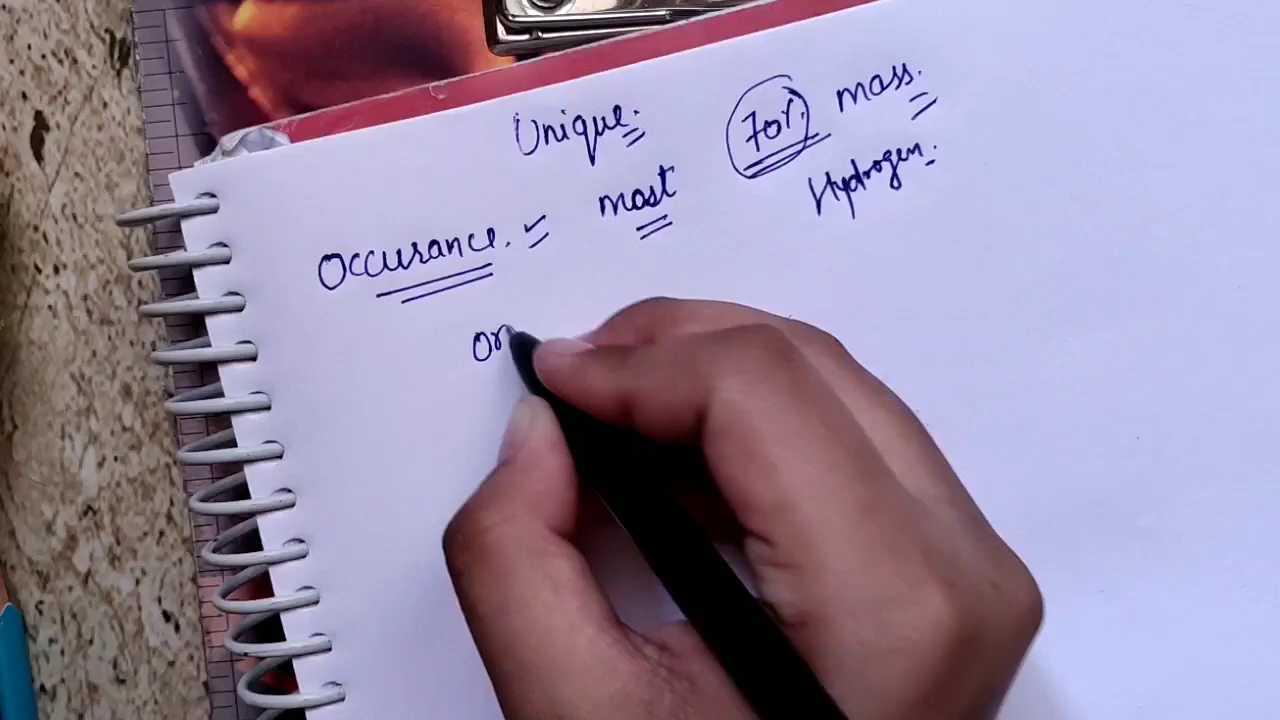 Unique.
70% mass.
most
Hydrogen.
Occurance.
or